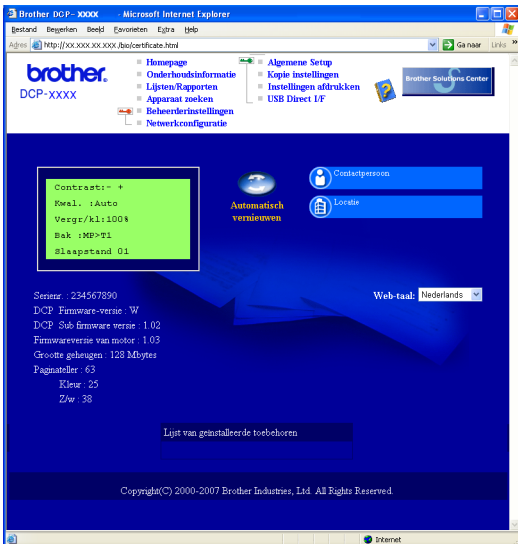 Brother DCP- XXXX - Microsoft Internet Explorer
Bestand Bewerken Beeld Favorieten Extra Help
Adres http://XX.XXX.XX.XXX /bio/certificate.html Ga naar Links »
brother.
DCP-XXXX
Homepage
Onderhoudsinformatie
Lijsten/Rapporten
Apparaat zoeken
Beheerderinstellingen
Netwerkconfiguratie
Algemene Setup
Kopie instellingen
Instellingen afdrukken
USB Direct I/F
Brother Solutions Center
Contrast:- +
Kwal. :Auto
Vergr/kl:100%
Bak :MP>T1
Slaapstand 01
Automatisch
vernieuwen
Contactpersoon
Locatie
Serienr. : 234567890
DCP Firmware-versie : W
DCP Sub firmware versie : 1.02
Firmwareversie van motor : 1.03
Grootte geheugen : 128 Mbytes
Paginateller : 63
Kleur : 25
Z/w : 38
Web-taal: Nederlands
Lijst van geïnstalleerde toebehoren
Copyright(C) 2000-2007 Brother Industries, Ltd. All Rights Reserved.
Internet